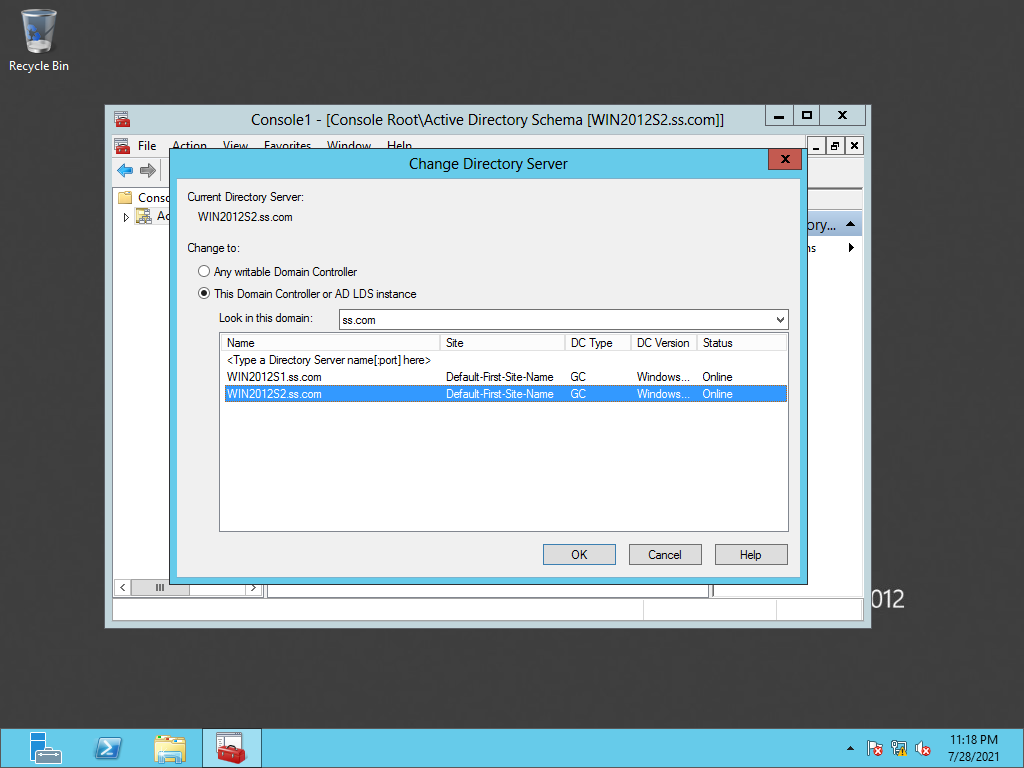 Recycle Bin
Console1 - [Console Root\Active Directory Schema [WIN2012S2.ss.com]]
File Action View Favorites Window Help
Change Directory Server
Current Directory Server:
WIN2012S2.ss.com
Change to:
Any writable Domain Controller
This Domain Controller or AD LDS instance
Look in this domain: ss.com
Name Site DC Type DC Version Status
<Type a Directory Server name[:port] here>
WIN2012S1.ss.com Default-First-Site-Name GC Windows... Online
WIN2012S2.ss.com Default-First-Site-Name GC Windows... Online
OK Cancel Help
012
11:18 PM
7/28/2021